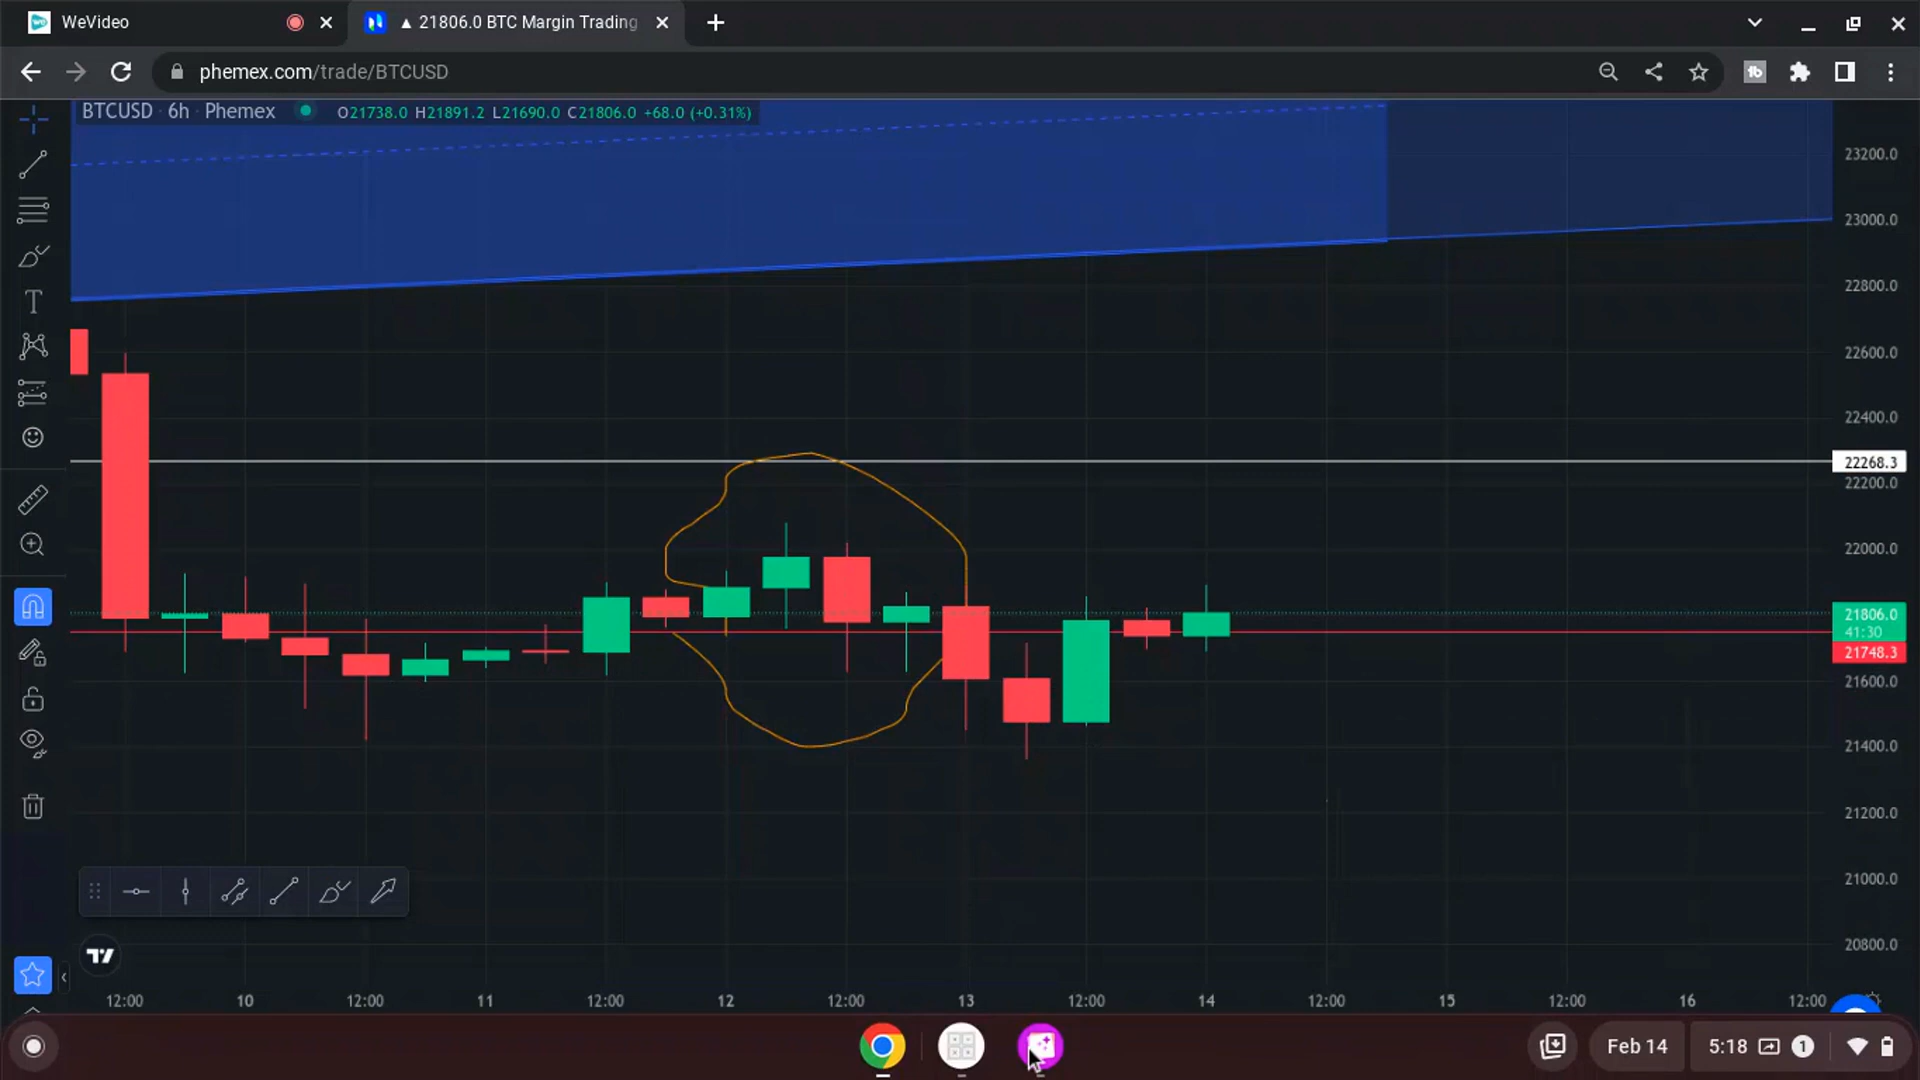 WeVideo
▲ 21806.0 BTC Margin Trading
phemex.com/trade/BTCUSD
BTCUSD · 6h · Phemex O21738.0 H21891.2 L21690.0 C21806.0 +68.0 (+0.31%)
23200.0
23000.0
22800.0
22600.0
22400.0
22268.3
22200.0
22000.0
21806.0
41:30
21748.3
21600.0
21400.0
21200.0
21000.0
20800.0
12:00 10 12:00 11 12:00 12 12:00 13 12:00 14 12:00 15 12:00 16 12:00
Feb 14 5:18 1